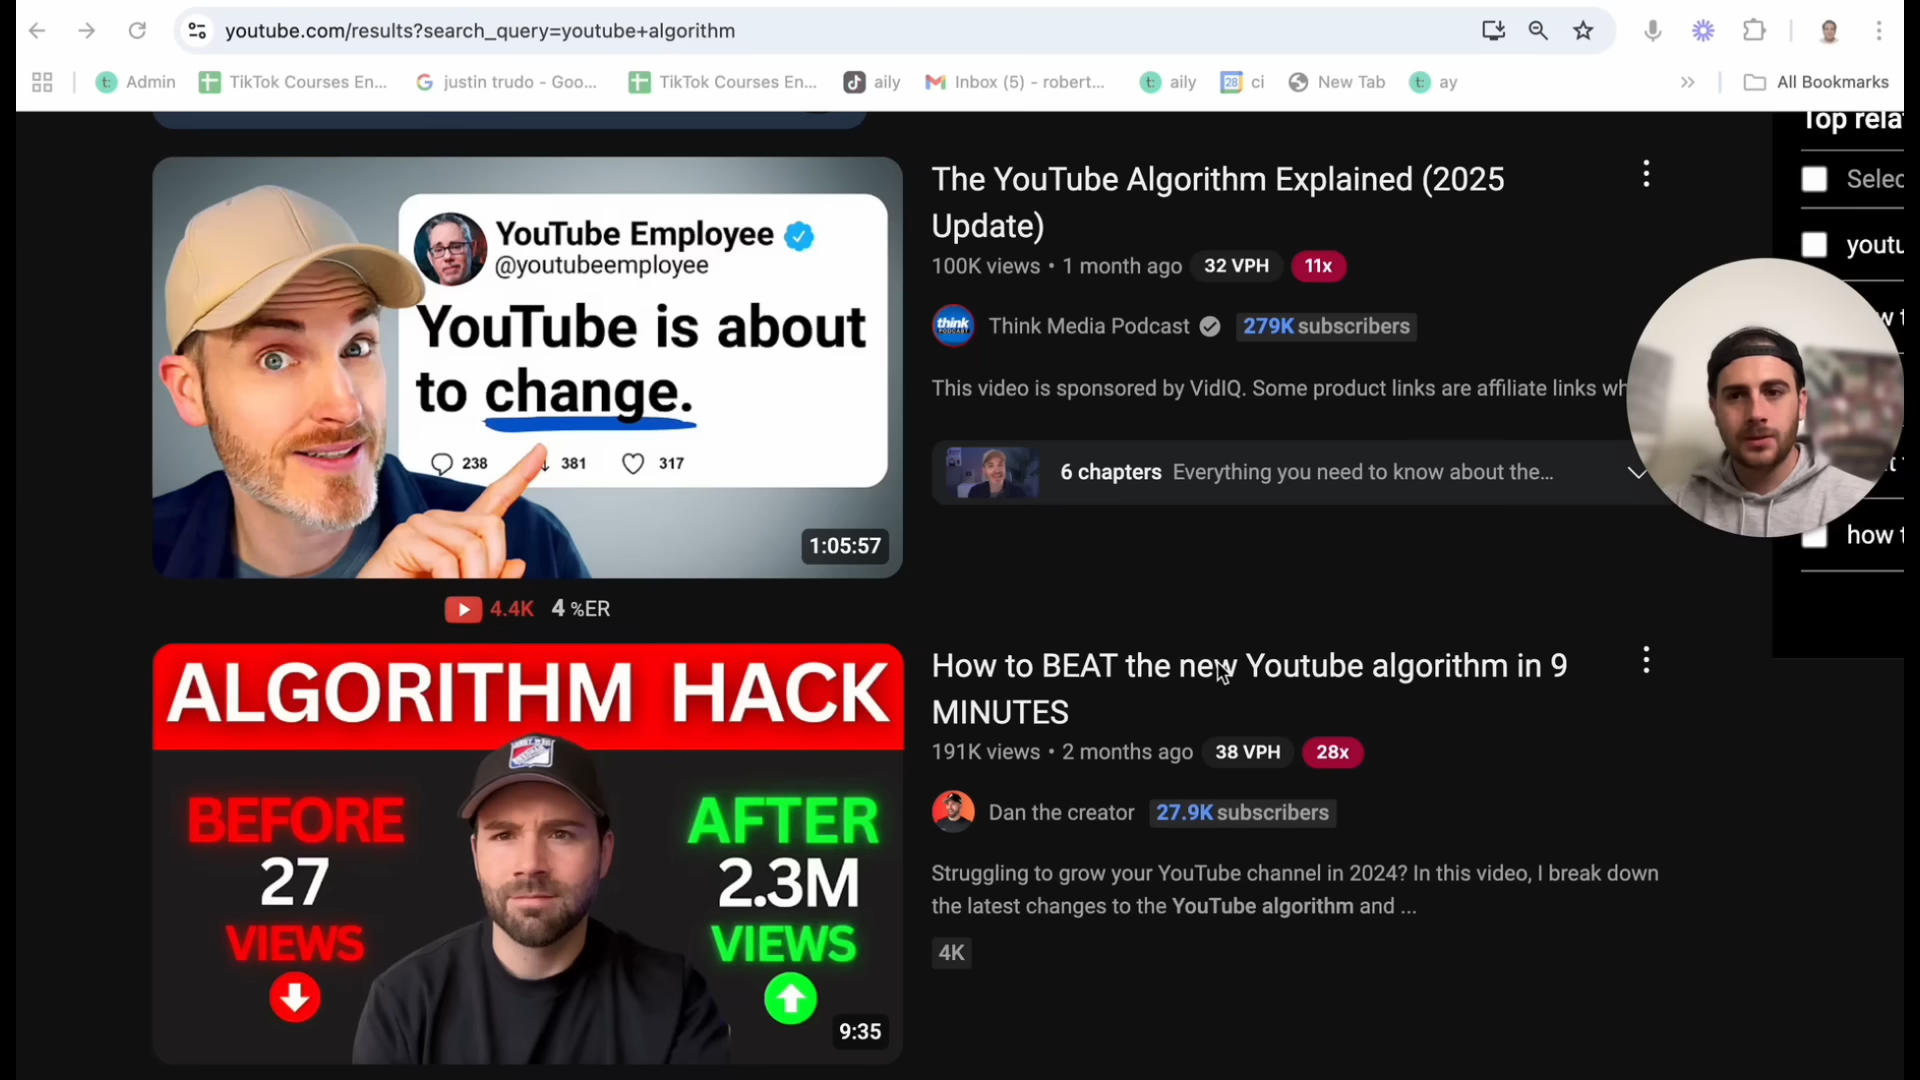 youtube.com/results?search_query=youtube+algorithm
Admin
TikTok Courses En...
justin trudo - Goo...
TikTok Courses En...
aily
Inbox (5) - robert...
aily
28
ci
New Tab
ay
All Bookmarks
Top rela
Selec
youtu
how t
YouTube Employee
@youtubeemployee
YouTube is about
to change.
238
381
317
1:05:57
The YouTube Algorithm Explained (2025
Update)
100K views • 1 month ago 32 VPH 11x
think
PODCAST
Think Media Podcast 279K subscribers
This video is sponsored by VidIQ. Some product links are affiliate links wh
6 chapters Everything you need to know about the...
4.4K 4 %ER
ALGORITHM HACK
BEFORE
27
VIEWS
AFTER
2.3M
VIEWS
9:35
How to BEAT the new Youtube algorithm in 9
MINUTES
191K views • 2 months ago 38 VPH 28x
Dan the creator 27.9K subscribers
Struggling to grow your YouTube channel in 2024? In this video, I break down
the latest changes to the YouTube algorithm and ...
4K